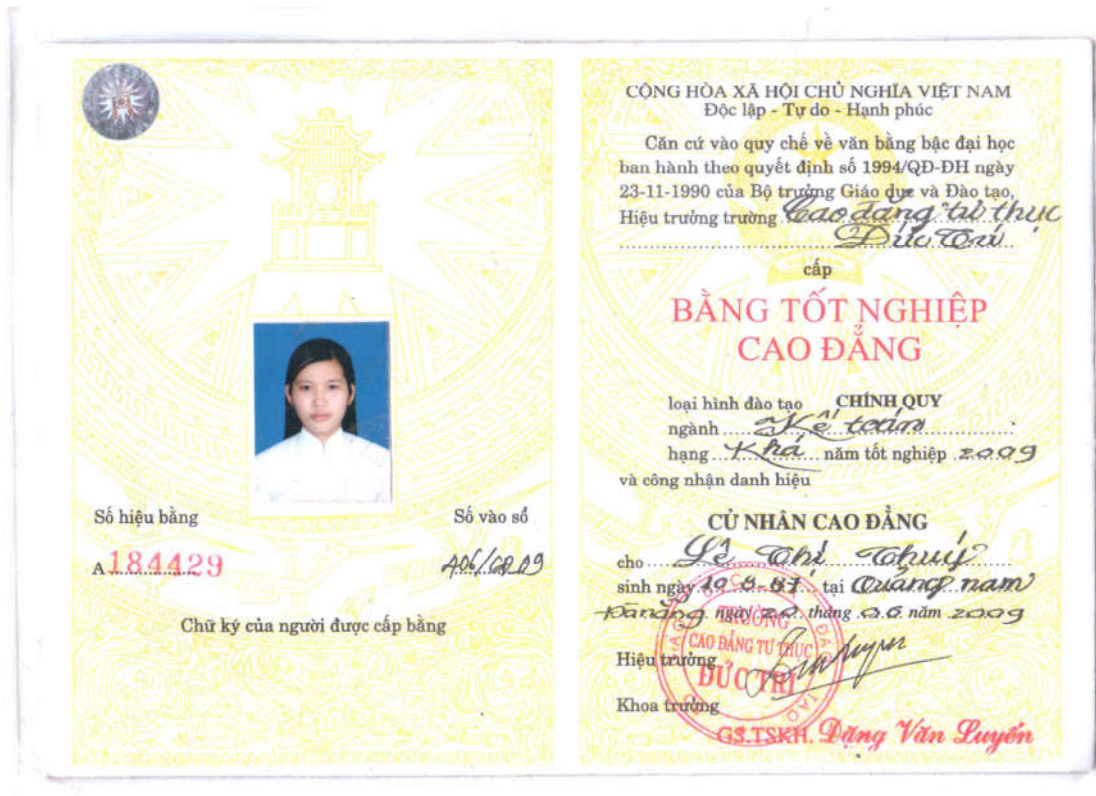 Số hiệu bằng
Số vào sổ
A 184429
A06/CĐ.09
Chữ ký của người được cấp bằng
CỘNG HÒA XÃ HỘI CHỦ NGHĨA VIỆT NAM
Độc lập - Tự do - Hạnh phúc
Căn cứ vào quy chế về văn bằng bậc đại học
ban hành theo quyết định số 1994/QĐ-ĐH ngày
23-11-1990 của Bộ trưởng Giáo dục và Đào tạo,
Hiệu trưởng trường Cao đẳng tư thục
Đức Trí
cấp
BẰNG TỐT NGHIỆP
CAO ĐẲNG
loại hình đào tạo CHÍNH QUY
ngành Kế toán
hạng Khá năm tốt nghiệp 2009
và công nhận danh hiệu
CỬ NHÂN CAO ĐẲNG
cho Lê Thị Thuý
sinh ngày tại Quảng nam
Đà nẵng ngày 20 tháng 06 năm 2009
TRƯỜNG
CAO ĐẲNG TƯ THỤC
ĐỨC TRÍ
Hiệu trưởng
Khoa trưởng
GS.TSKH. Đặng Văn Luyến